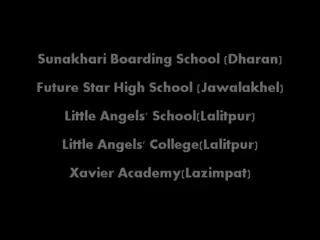 Sunakhari Boarding School (Dharan)
Future Star High School (Jawalakhel)
Little Angels' School(Lalitpur)
Little Angels' College(Lalitpur)
Xavier Academy(Lazimpat)